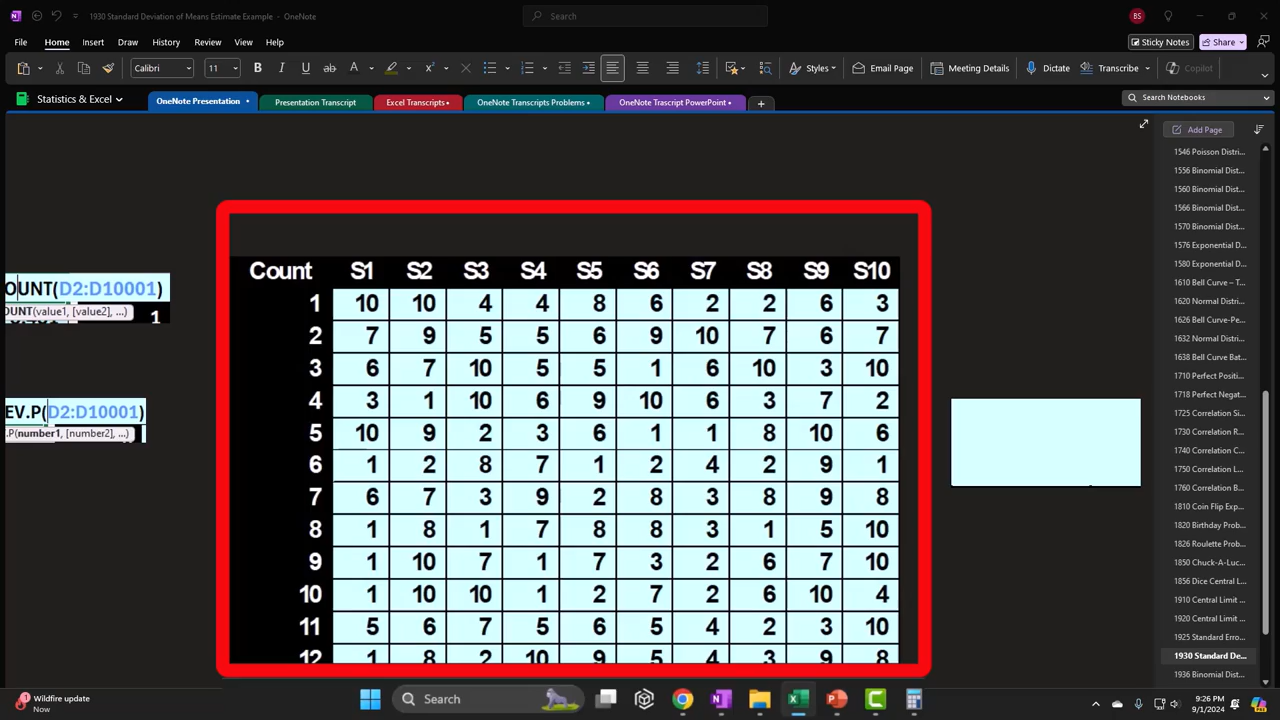 1930 Standard Deviation of Means Estimate Example - OneNote
Search
BS
File Home Insert Draw History Review View Help
Sticky Notes
Share
Calibri 11 B I U ab A x
Styles
Email Page
Meeting Details
Dictate
Transcribe
Copilot
Statistics & Excel
OneNote Presentation
Presentation Transcript
Excel Transcripts
OneNote Transcripts Problems
OneNote Trascript PowerPoint
Search Notebooks
Add Page
OUNT(D2:D10001)
OUNT(value1, [value2], ...)
1
EV.P(D2:D10001)
.P(number1, [number2], ...)
Count S1 S2 S3 S4 S5 S6 S7 S8 S9 S10
1 10 10 4 4 8 6 2 2 6 3
2 7 9 5 5 6 9 10 7 6 7
3 6 7 10 5 5 1 6 10 3 10
4 3 1 10 6 9 10 6 3 7 2
5 10 9 2 3 6 1 1 8 10 6
6 1 2 8 7 1 2 4 2 9 1
7 6 7 3 9 2 8 3 8 9 8
8 1 8 1 7 8 8 3 1 5 10
9 1 10 7 1 7 3 2 6 7 10
10 1 10 10 1 2 7 2 6 10 4
11 5 6 7 5 6 5 4 2 3 10
12 1 8 2 10 9 5 4 3 9 8
1546 Poisson Distri...
1556 Binomial Dist...
1560 Binomial Dist...
1566 Binomial Dist...
1570 Binomial Dist...
1576 Exponential D...
1580 Exponential D...
1610 Bell Curve – T...
1620 Normal Distri...
1626 Bell Curve-Pe...
1632 Normal Distri...
1638 Bell Curve Bat...
1710 Perfect Positi...
1718 Perfect Negat...
1725 Correlation Si...
1730 Correlation R...
1740 Correlation C...
1750 Correlation L...
1760 Correlation B...
1810 Coin Flip Exp...
1820 Birthday Prob...
1826 Roulette Prob...
1850 Chuck-A-Luc...
1856 Dice Central L...
1910 Central Limit ...
1920 Central Limit ...
1925 Standard Erro...
1930 Standard De...
1936 Binomial Dist...
1
Wildfire update
Now
Search
9:26 PM
9/1/2024